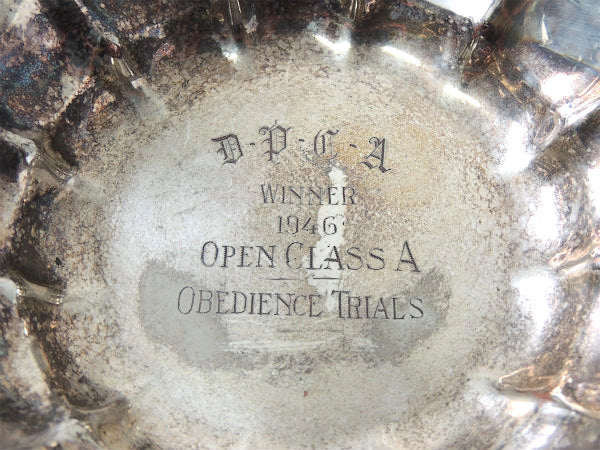 D-P-C-A
WINNER
1946
OPEN CLASS A
OBEDIENCE TRIALS